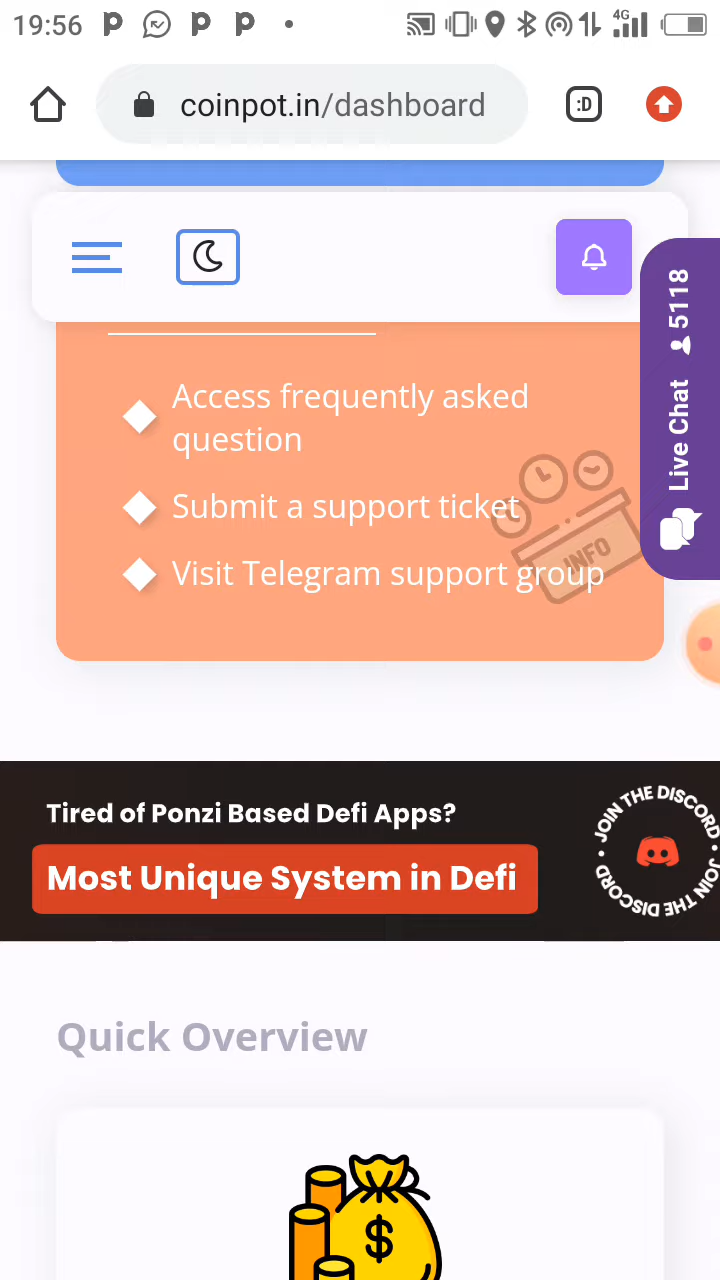 19:56
4G
coinpot.in/dashboard
:D
Access frequently asked
question
Submit a support ticket
Visit Telegram support group
INFO
Live Chat 5118
Tired of Ponzi Based Defi Apps?
Most Unique System in Defi
JOIN THE DISCORD • JOIN THE DISCORD •
Quick Overview
$